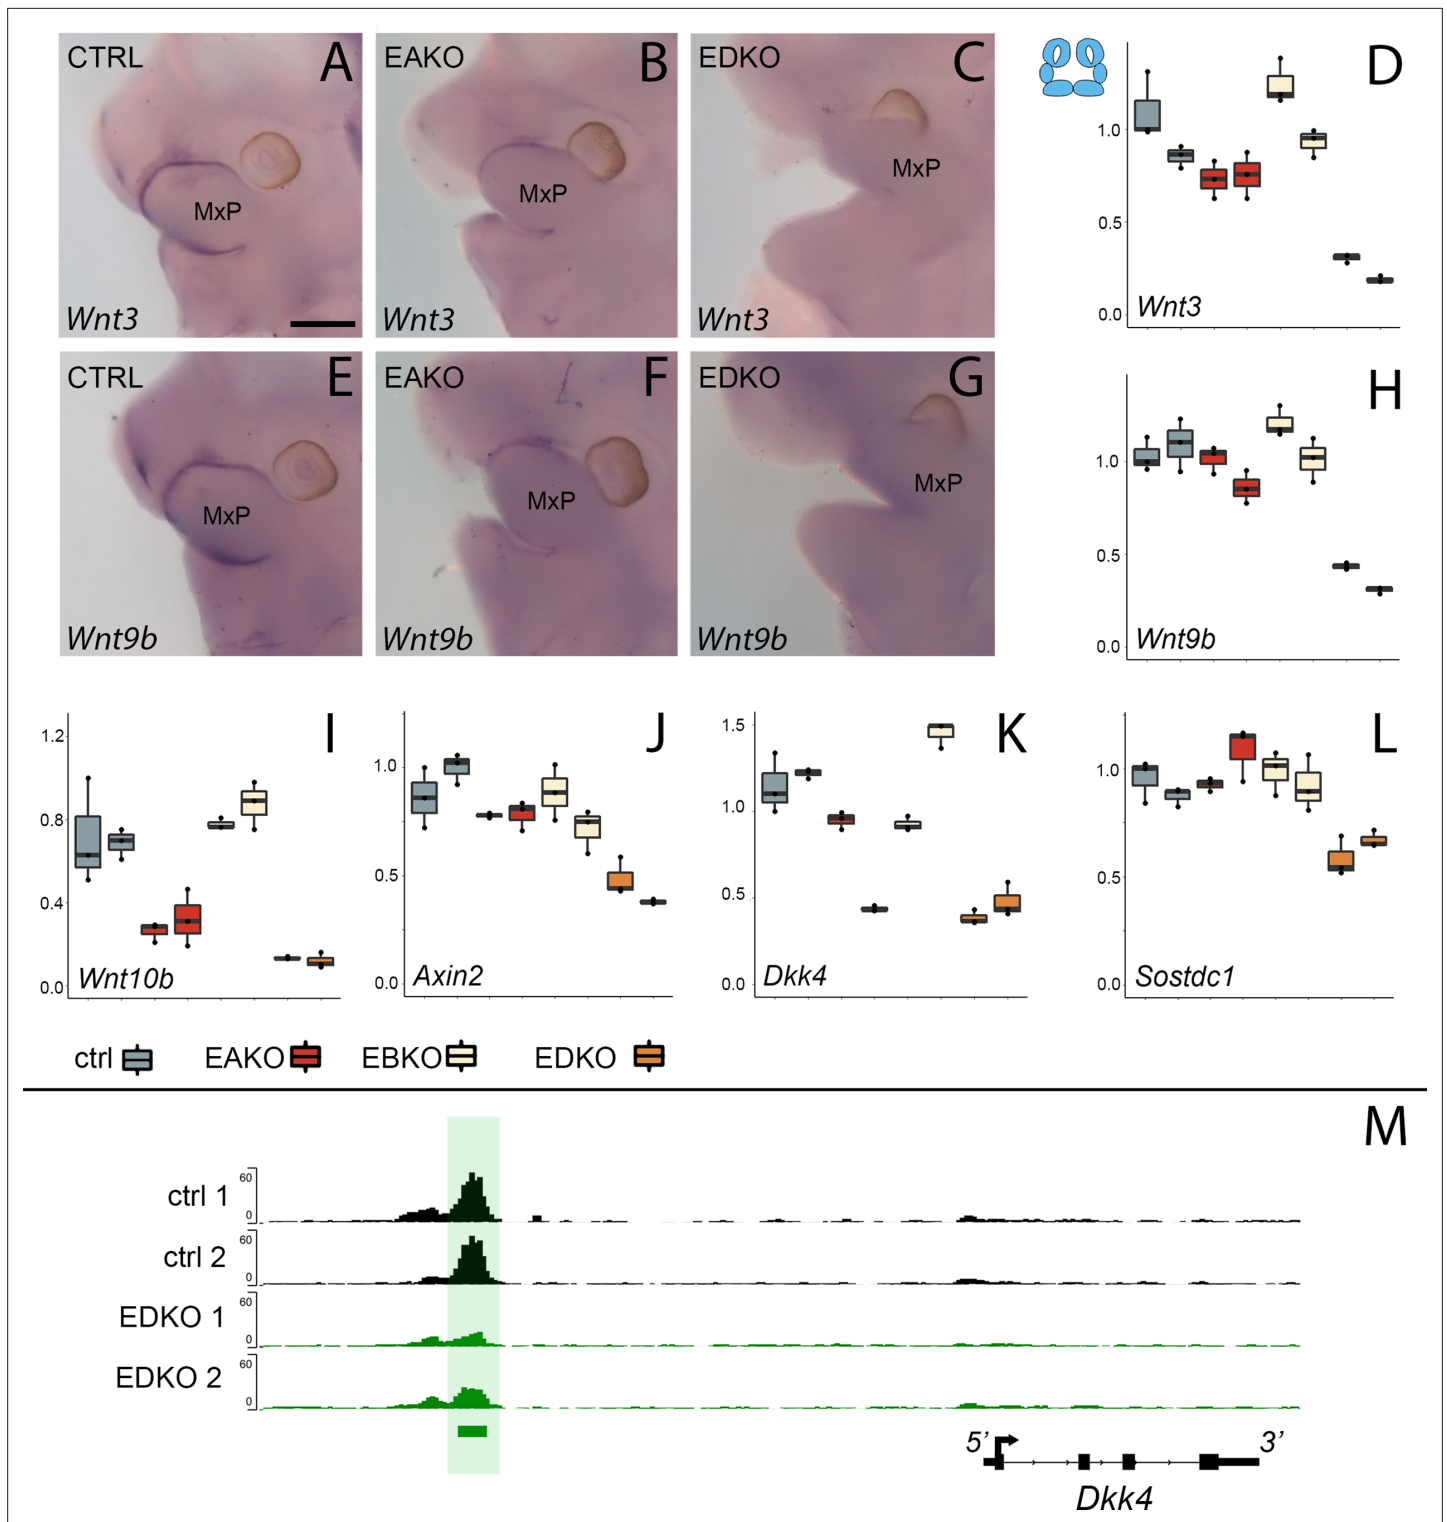 CTRL A
MxP
Wnt3
EAKO B
MxP
Wnt3
EDKO C
MxP
Wnt3
D
1.0
0.5
0.0
Wnt3
CTRL E
MxP
Wnt9b
EAKO F
MxP
Wnt9b
EDKO G
MxP
Wnt9b
H
1.0
0.5
0.0
Wnt9b
I
1.2
0.8
0.4
0.0
Wnt10b
J
1.0
0.5
0.0
Axin2
K
1.5
1.0
0.5
0.0
Dkk4
L
1.0
0.5
0.0
Sostdc1
ctrl EAKO EBKO EDKO
M
ctrl 1
60
0
ctrl 2
60
0
EDKO 1
60
0
EDKO 2
60
0
5’ 3’
Dkk4